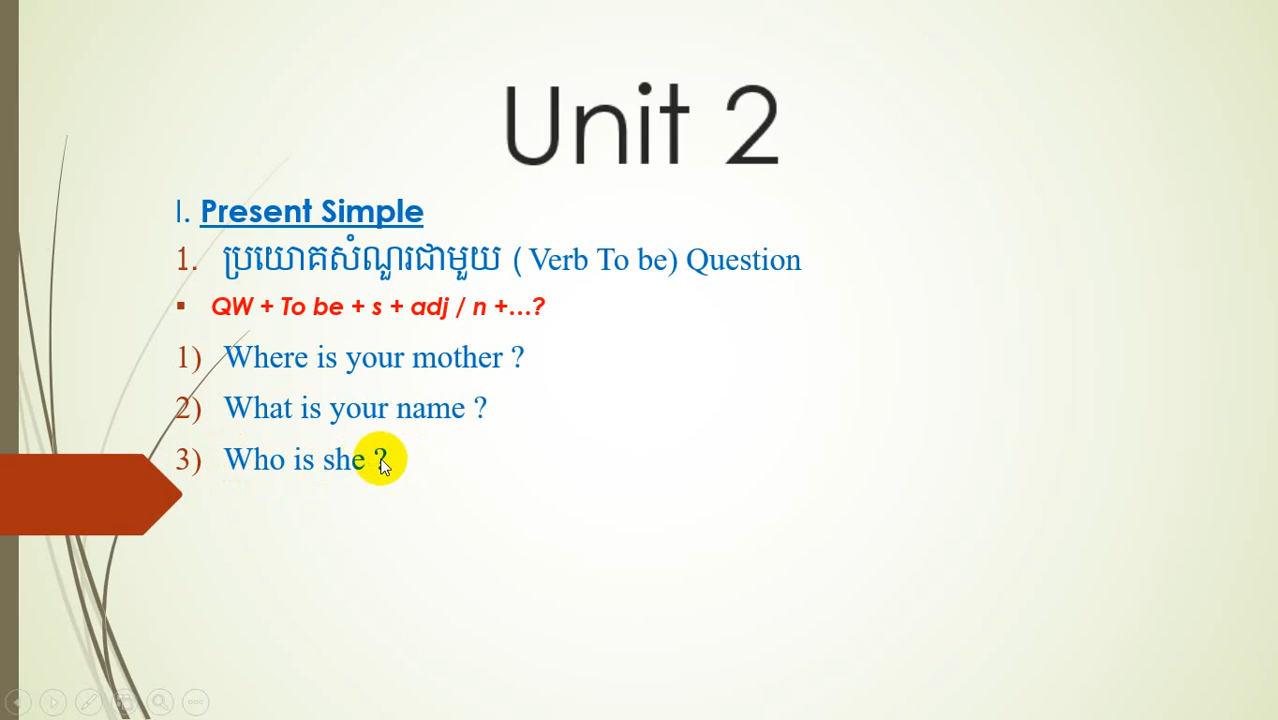 Unit 2
I. Present Simple
1. ប្រយោគសំណួរជាមួយ ( Verb To be) Question
▪ QW + To be + s + adj / n +…?
1) Where is your mother ?
2) What is your name ?
3) Who is she ?